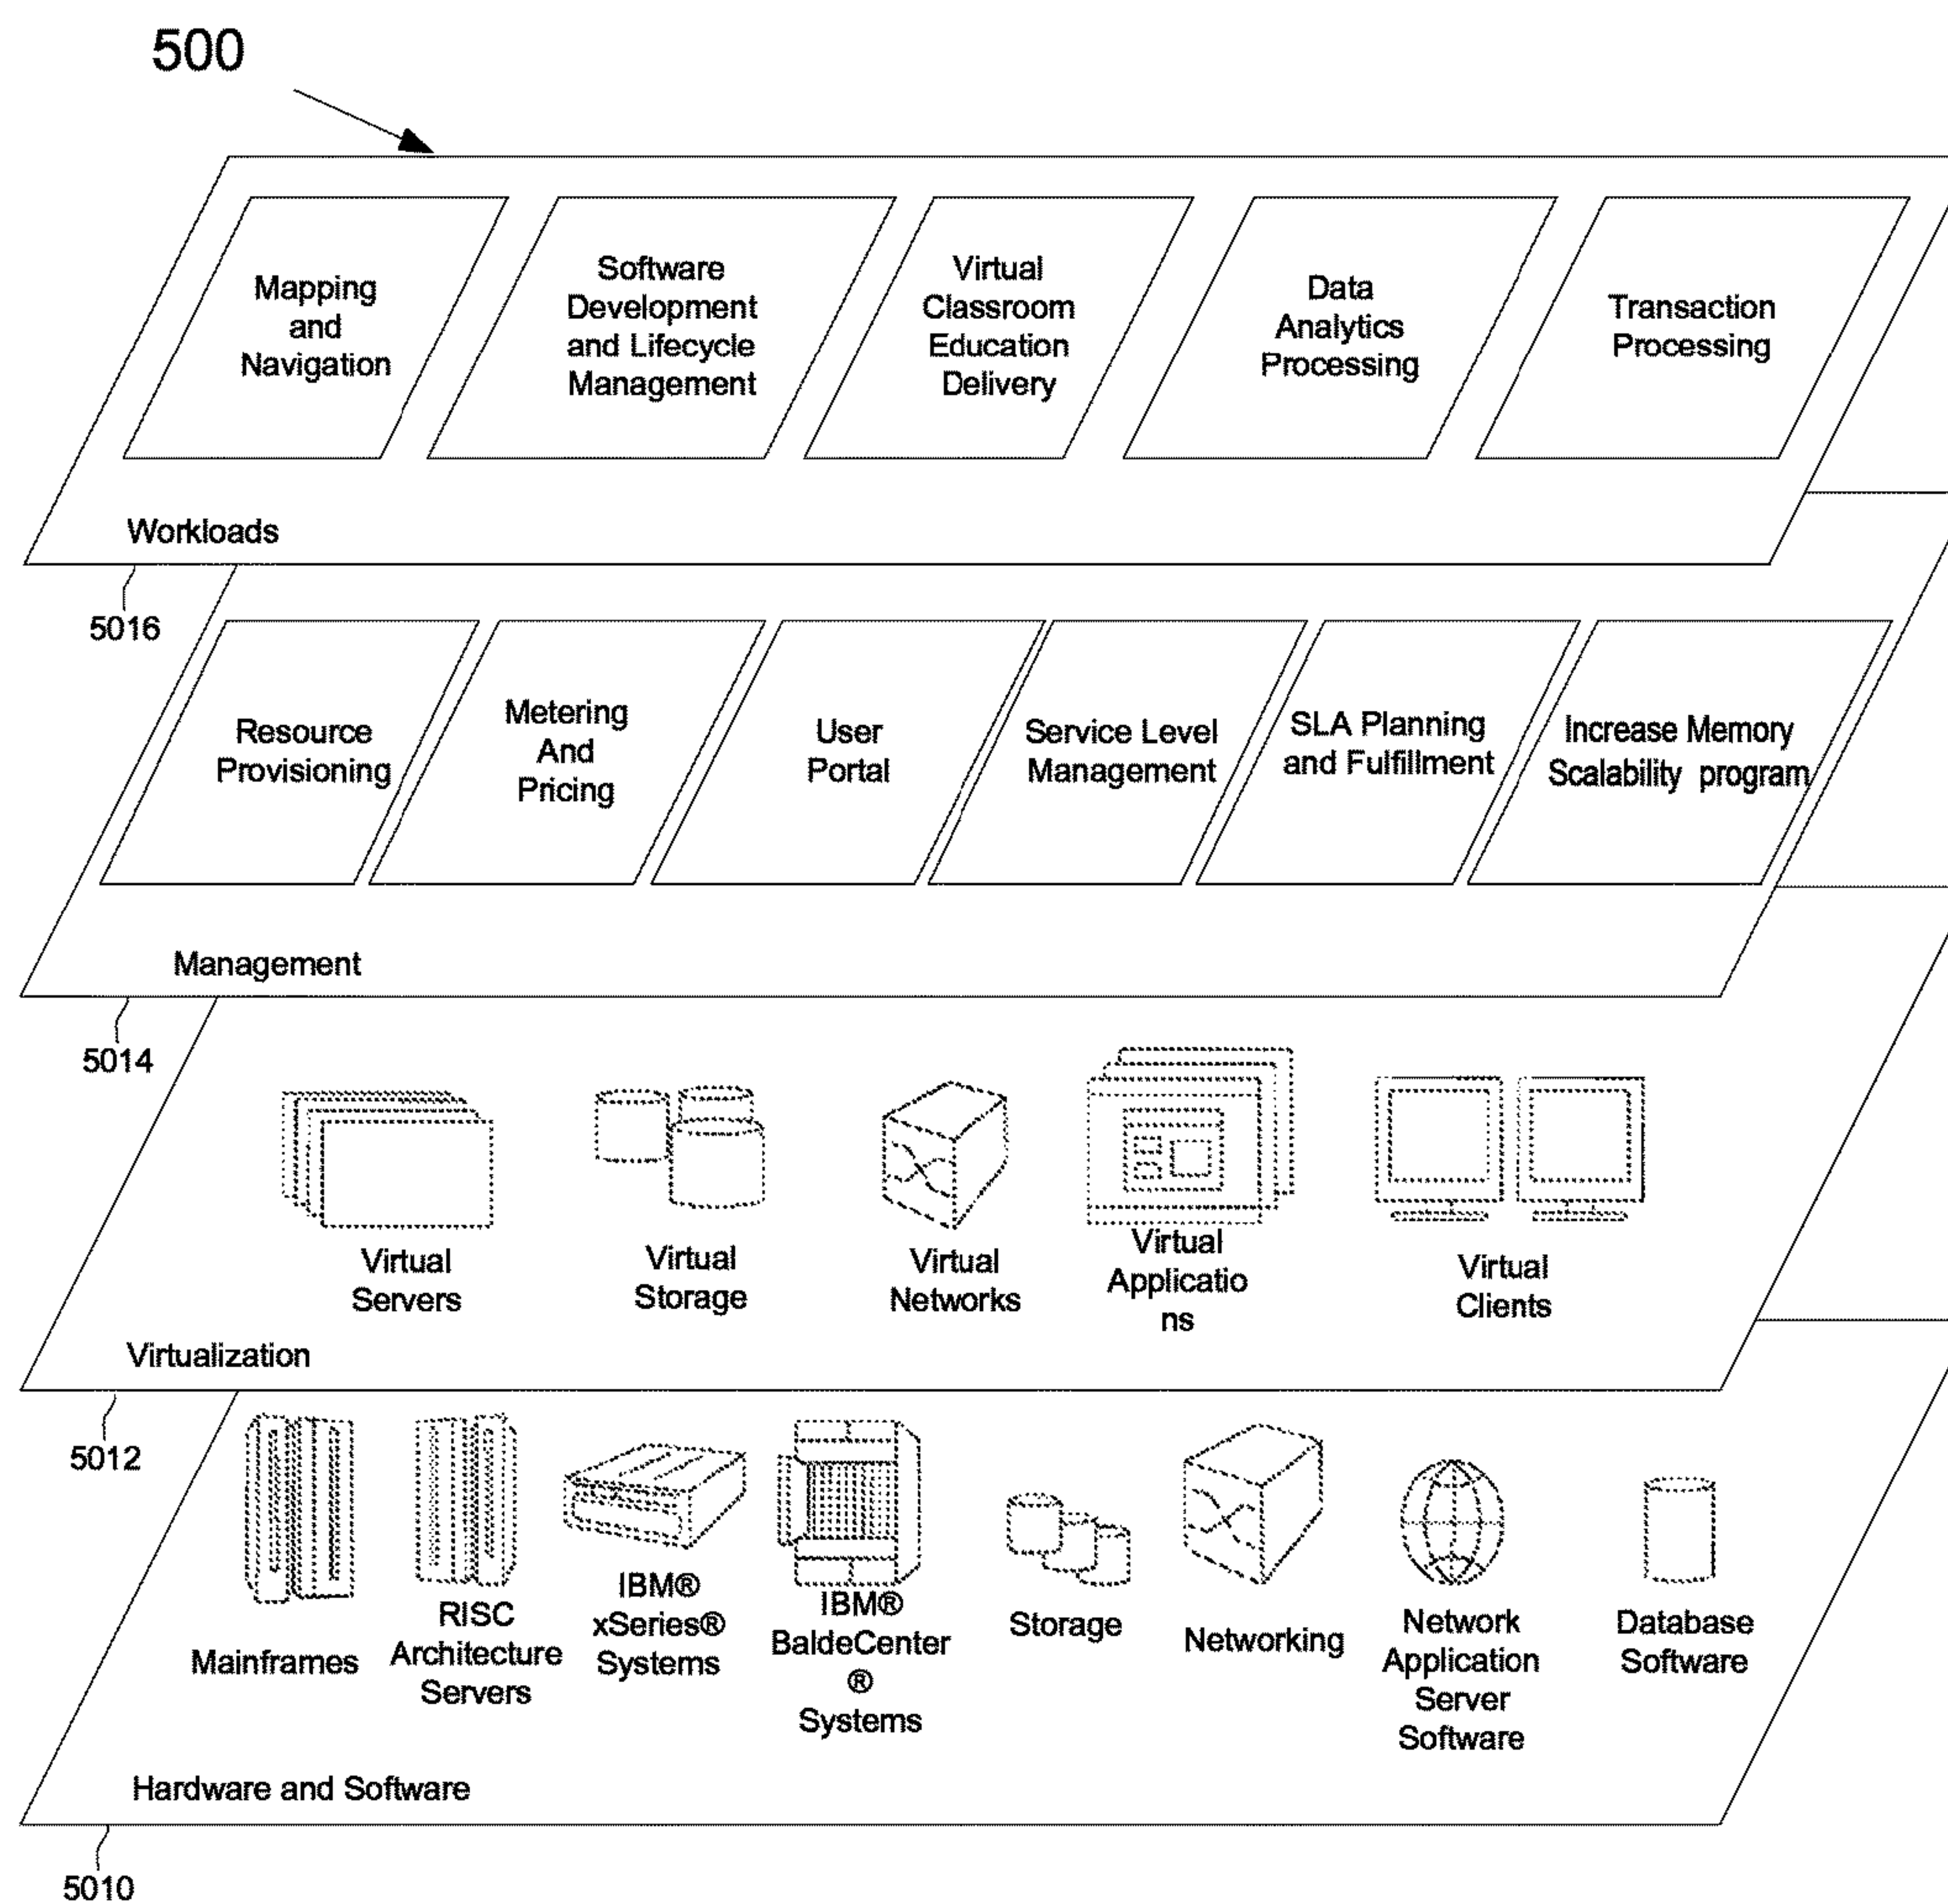 500
Mapping
and
Navigation
Software
Development
and Lifecycle
Management
Virtual
Classroom
Education
Delivery
Data
Analytics
Processing
Transaction
Processing
Workloads
5016
Resource
Provisioning
Metering
And
Pricing
User
Portal
Service Level
Management
SLA Planning
and Fulfillment
Increase Memory
Scalability program
Management
5014
Virtual
Servers
Virtual
Storage
Virtual
Networks
Virtual
Applicatio
ns
Virtual
Clients
Virtualization
5012
Mainframes
RISC
Architecture
Servers
IBM®
xSeries®
Systems
IBM®
BaldeCenter
®
Systems
Storage
Networking
Network
Application
Server
Software
Database
Software
Hardware and Software
5010